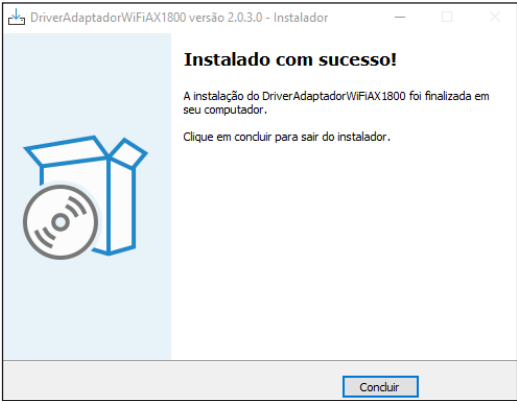 DriverAdaptadorWiFiAX1800 versão 2.0.3.0 - Instalador
Instalado com sucesso!
A instalação do DriverAdaptadorWiFiAX1800 foi finalizada em
seu computador.
Clique em concluir para sair do instalador.
Concluir